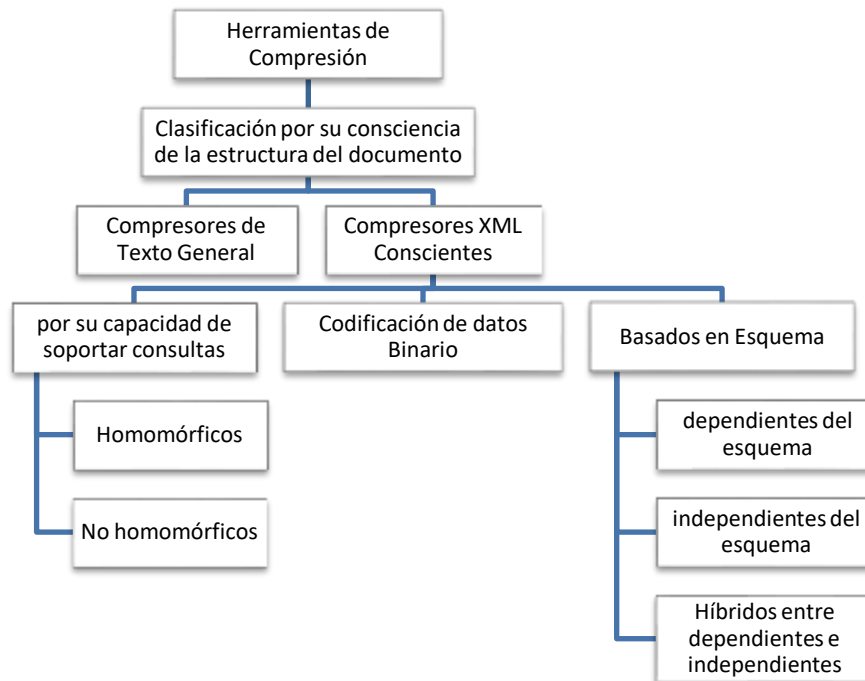 Herramientas de
Compresión
Clasificación por su consciencia
de la estructura del documento
Compresores de
Texto General
Compresores XML
Conscientes
por su capacidad de
soportar consultas
Codificación de datos
Binario
Basados en Esquema
Homomórficos
No homomórficos
dependientes del
esquema
independientes del
esquema
Híbridos entre
dependientes e
independientes